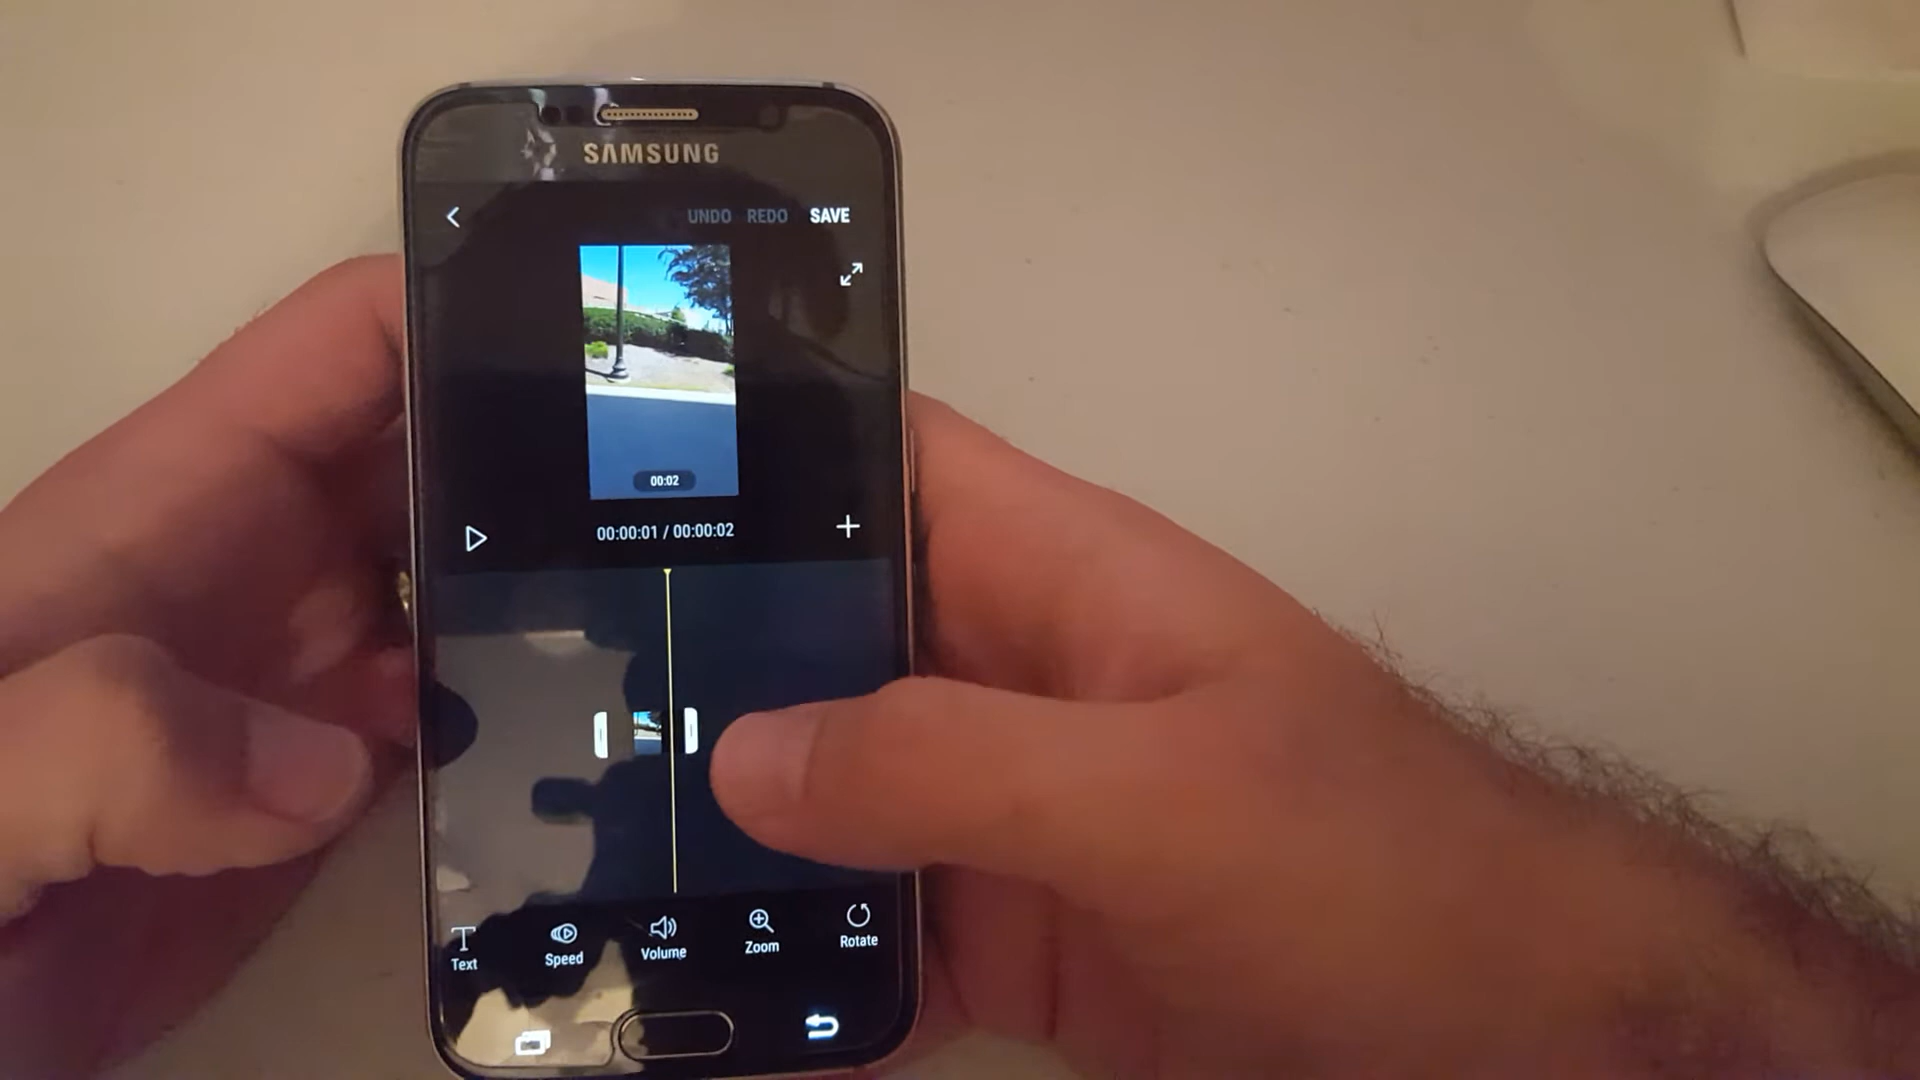 SAMSUNG
UNDO REDO SAVE
00:02
00:00:01 / 00:00:02
Text Speed Volume Zoom Rotate